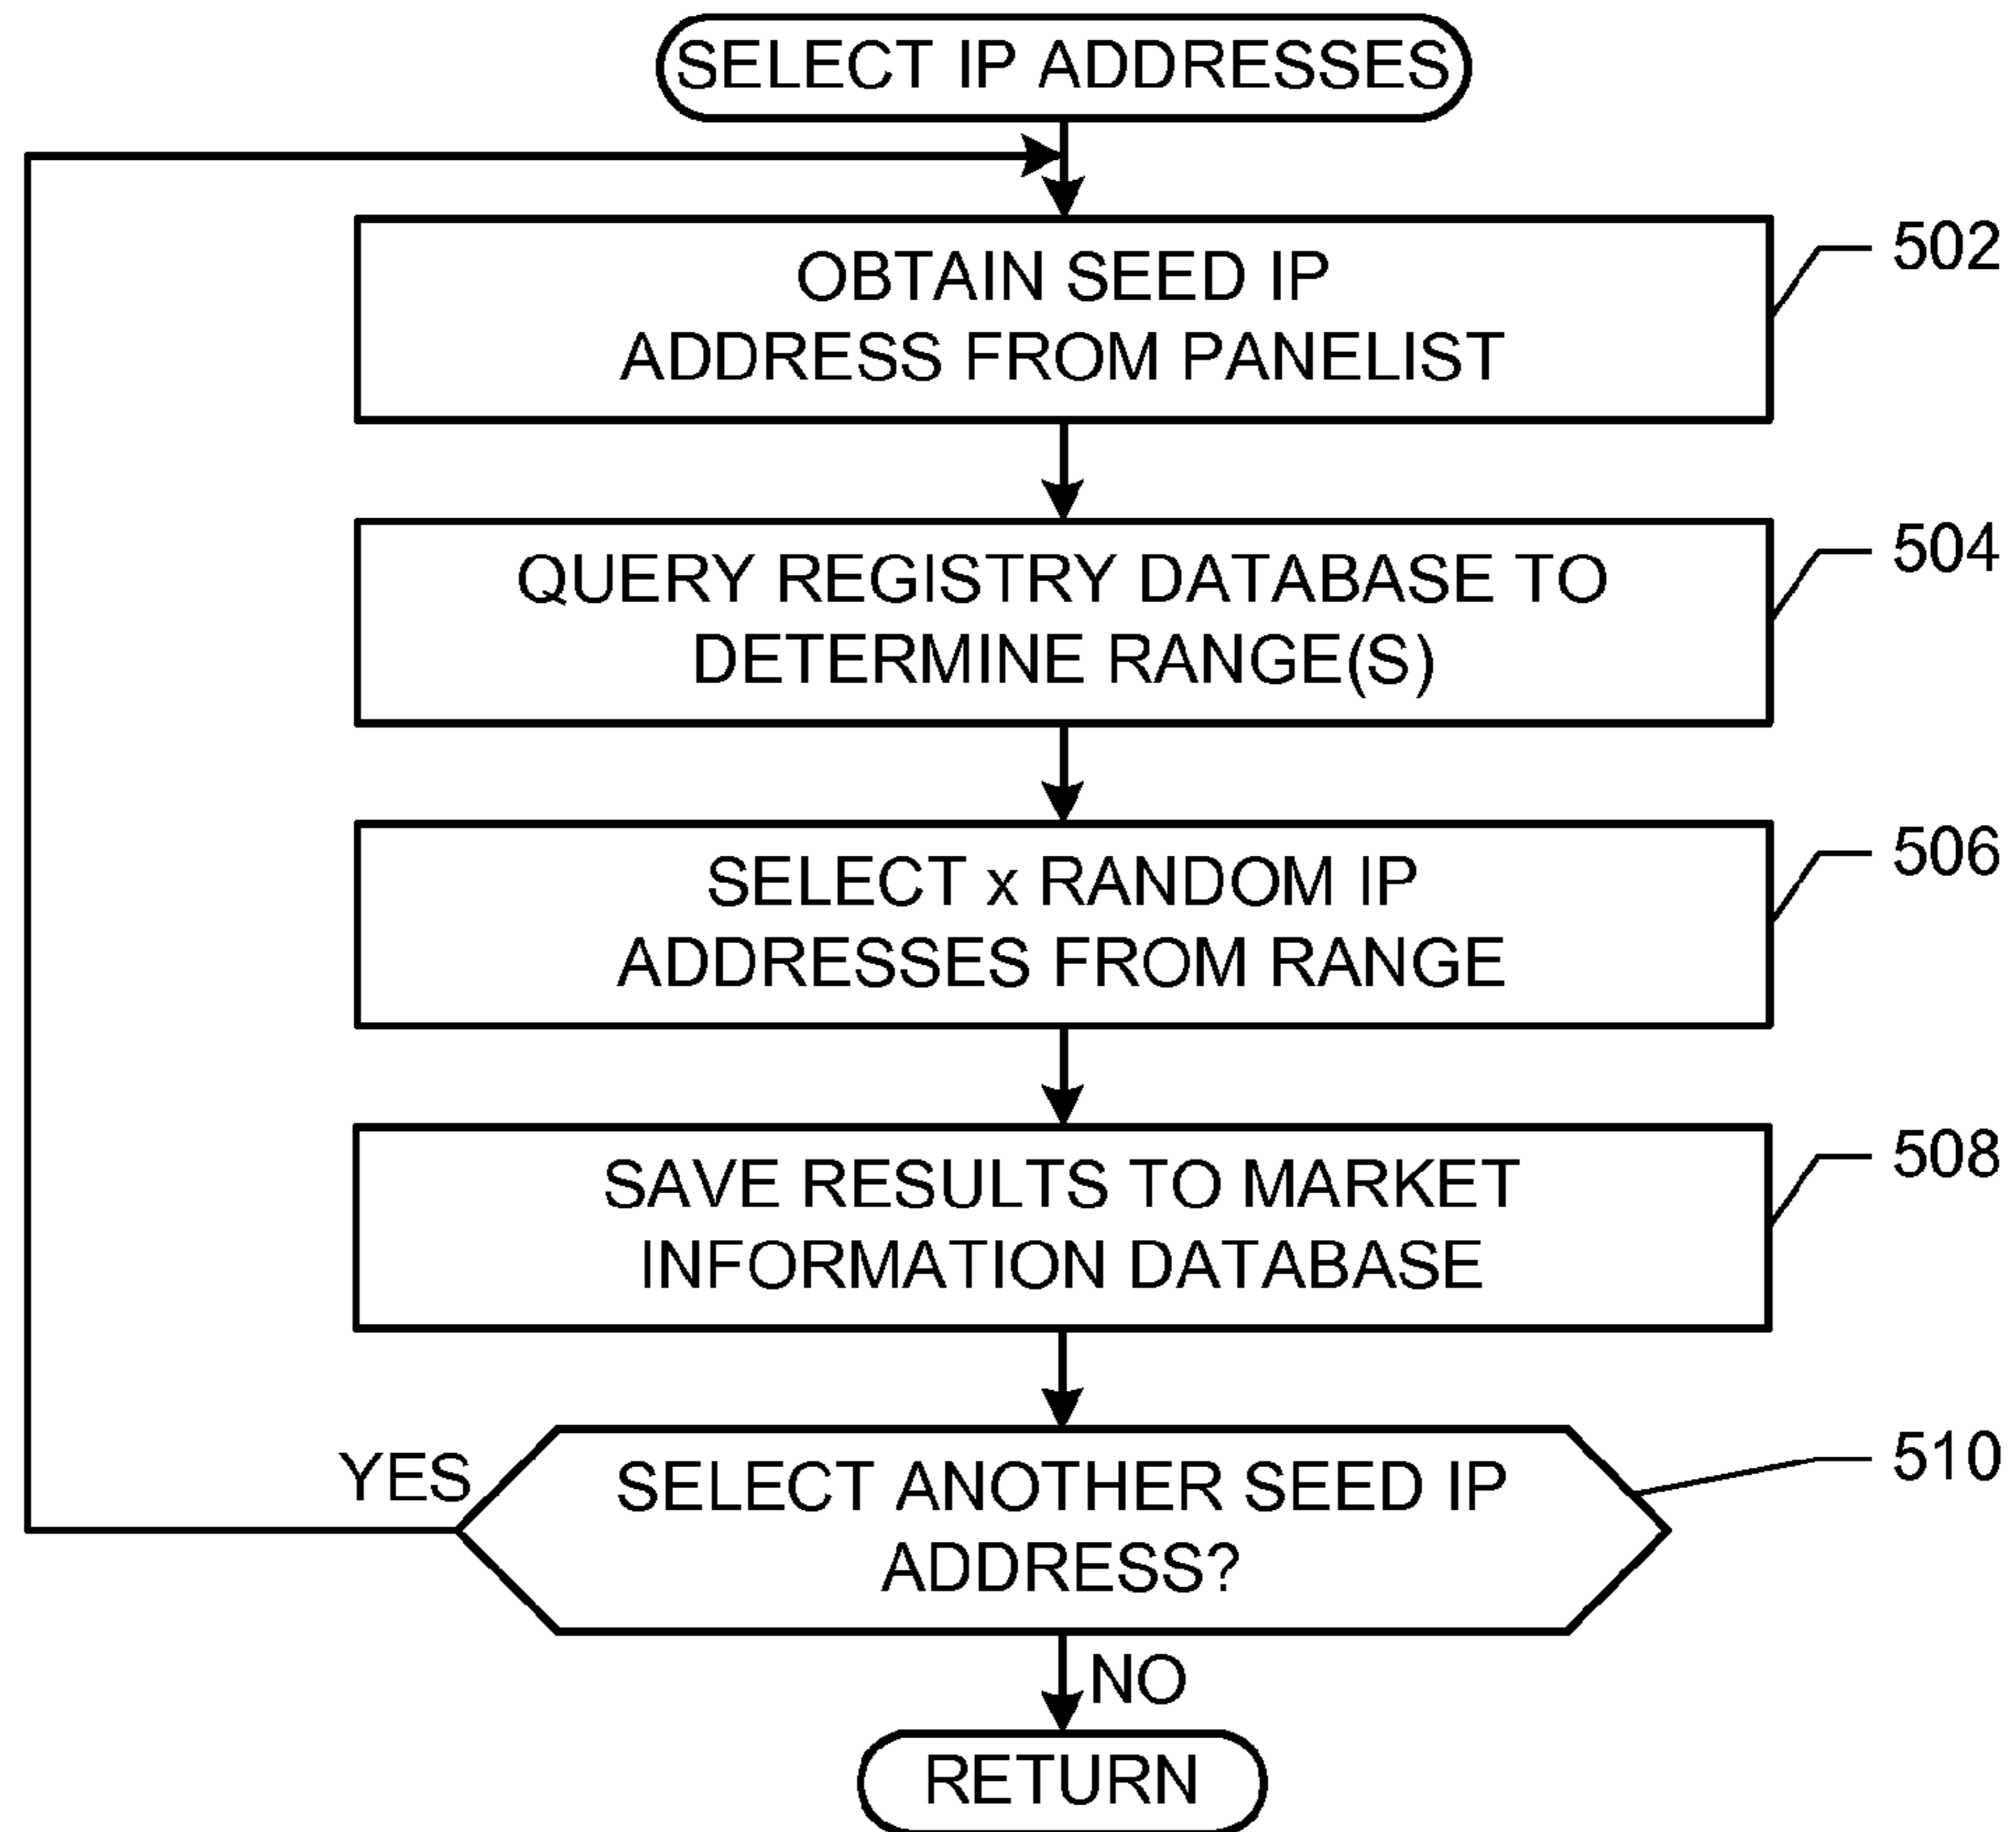 SELECT IP ADDRESSES
OBTAIN SEED IP
ADDRESS FROM PANELIST
502
QUERY REGISTRY DATABASE TO
DETERMINE RANGE(S)
504
SELECT x RANDOM IP
ADDRESSES FROM RANGE
506
SAVE RESULTS TO MARKET
INFORMATION DATABASE
508
YES
SELECT ANOTHER SEED IP
ADDRESS?
510
NO
RETURN